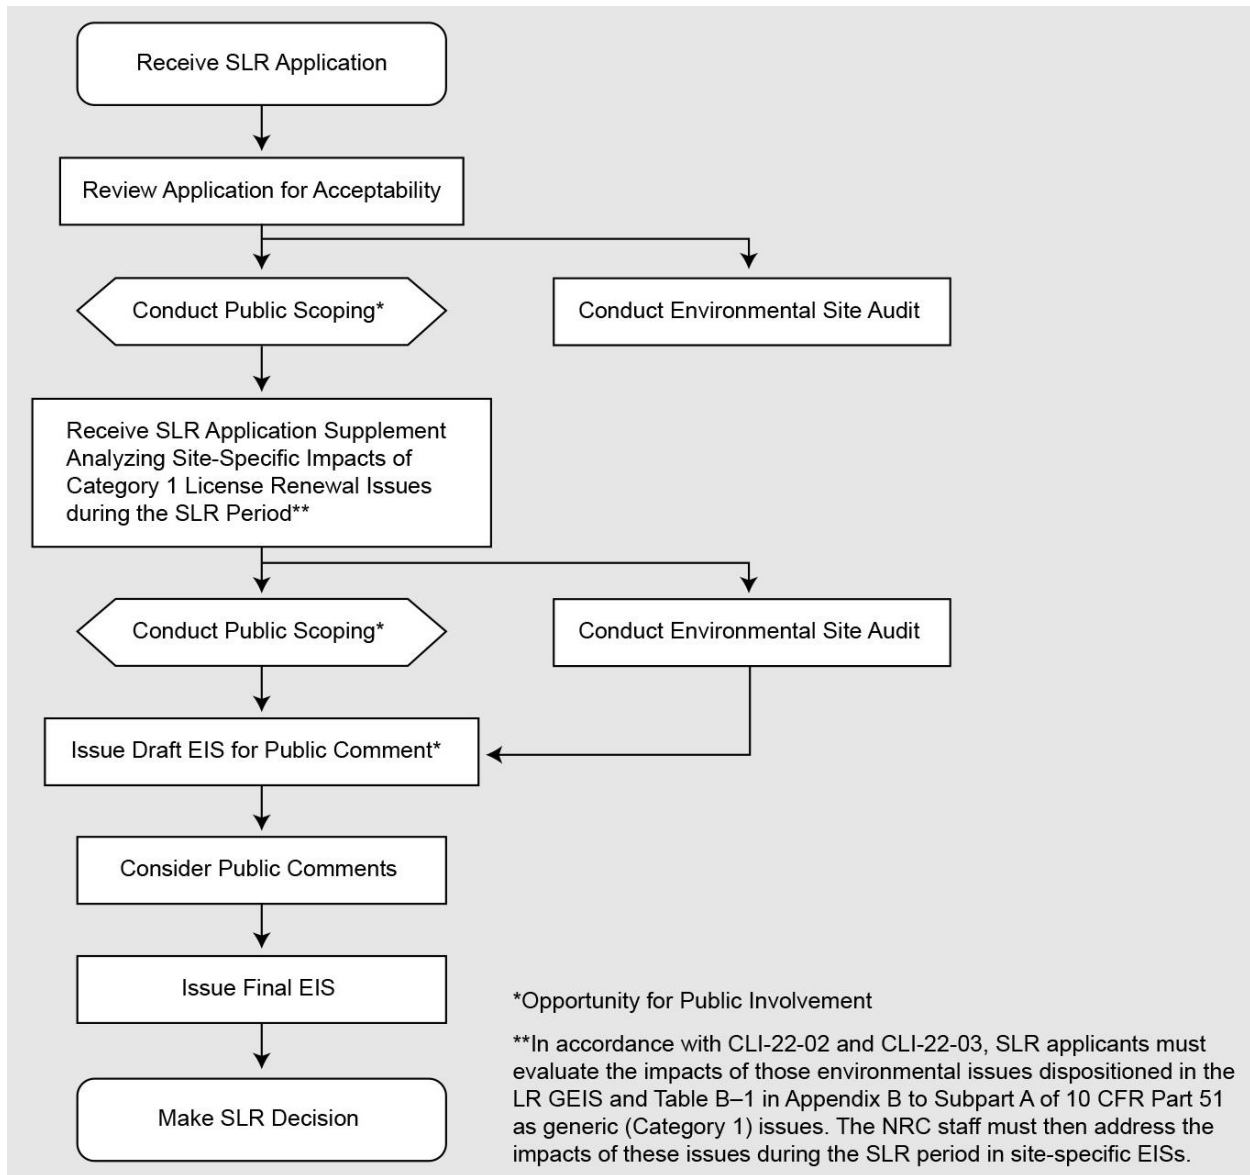 Receive SLR Application
Review Application for Acceptability
Conduct Public Scoping*
Conduct Environmental Site Audit
Receive SLR Application Supplement
Analyzing Site-Specific Impacts of
Category 1 License Renewal Issues
during the SLR Period**
Conduct Public Scoping*
Conduct Environmental Site Audit
Issue Draft EIS for Public Comment*
Consider Public Comments
Issue Final EIS
Make SLR Decision
*Opportunity for Public Involvement
**In accordance with CLI-22-02 and CLI-22-03, SLR applicants must
evaluate the impacts of those environmental issues dispositioned in the
LR GEIS and Table B–1 in Appendix B to Subpart A of 10 CFR Part 51
as generic (Category 1) issues. The NRC staff must then address the
impacts of these issues during the SLR period in site-specific EISs.